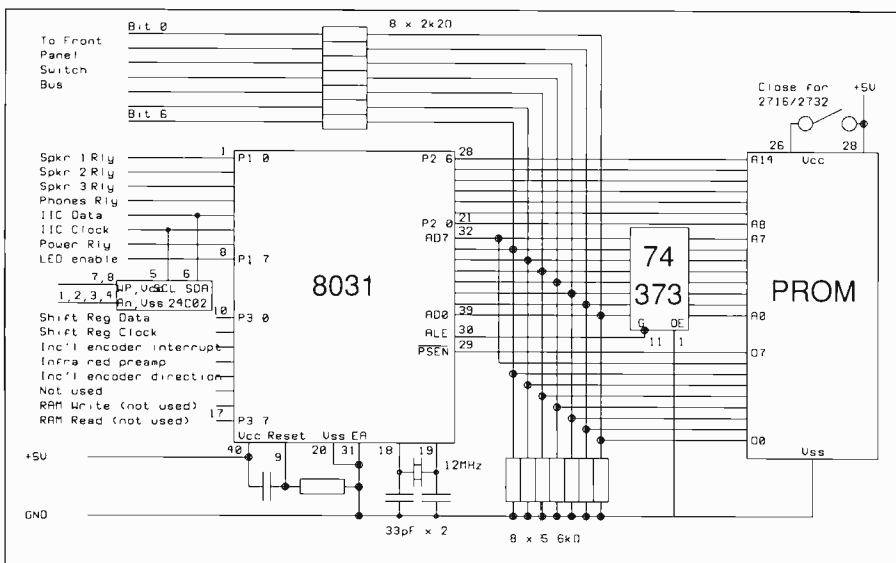 Bit 0
8 x 2k2Ω
To Front
Panel
Switch
Bus
Bit 6
Close for
2716/2732
+5V
26
28
1
Spkr 1 Rly
Spkr 2 Rly
Spkr 3 Rly
Phones Rly
IIC Data
IIC Clock
Power Rly
LED enable
P1 0
P2 6
28
A14
Vcc
21
P2 0
A8
32
AD7
A7
8
P1 7
8031
74
373
PROM
7,8
5
6
WP,Vcc
SCL
SDA
1,2,3,4
An,Vss
24C02
10
Shift Reg Data
P3 0
AD0
39
A0
Shift Reg Clock
ALE
30
G
OE
Inc'l encoder interrupt
PSEN
29
11
1
O7
Infra red preamp
Inc'l encoder direction
Not used
RAM Write (not used)
17
RAM Read (not used)
P3 7
O0
Vcc
Reset
Vss
EA
Vss
+5V
40
9
20
31
18
19
12MHz
GND
33pF x 2
8 x 5 6kΩ